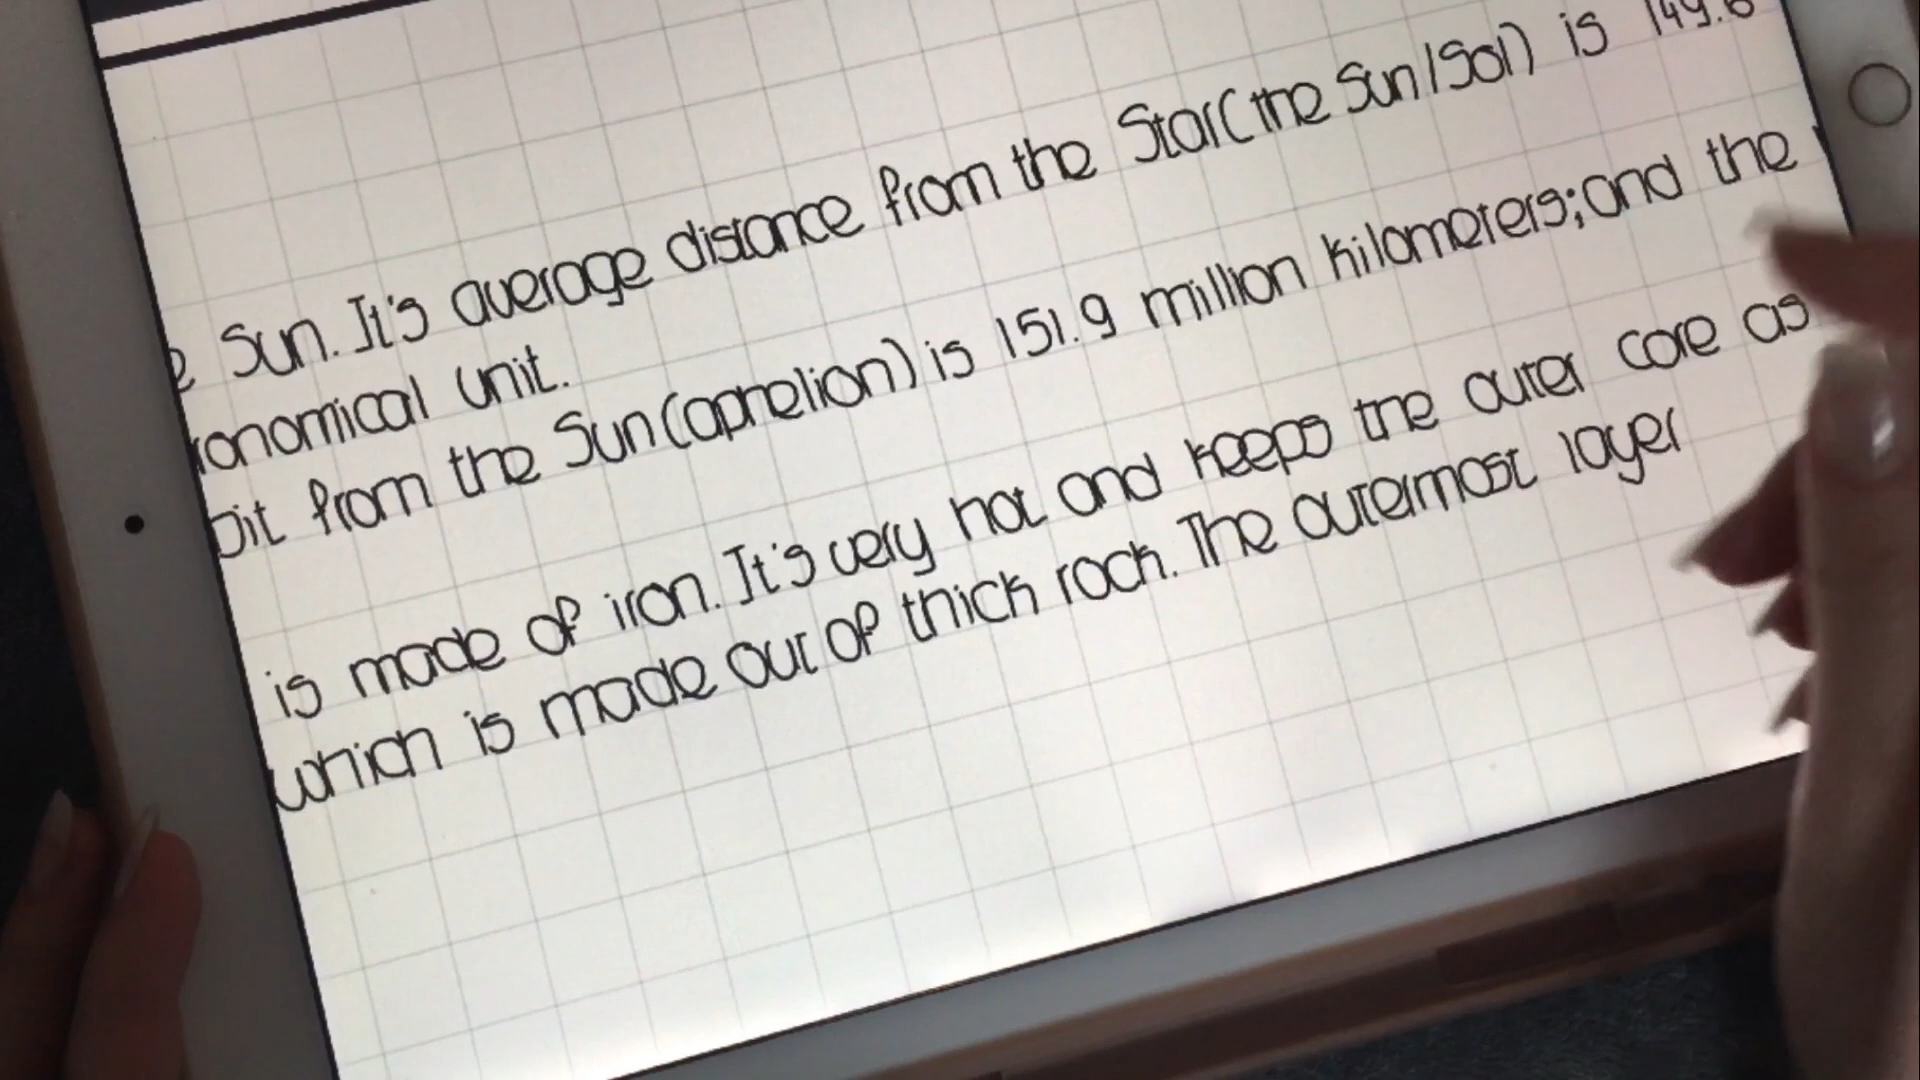 Sun. It's average distance from the Star(the Sun/Sol) is 149.6
unit.
from the Sun(aphelion) is 151.9 million kilometers; and the
is made of iron. It's very hot and keeps the outer core as
which is made out of thick rock. The outermost layer